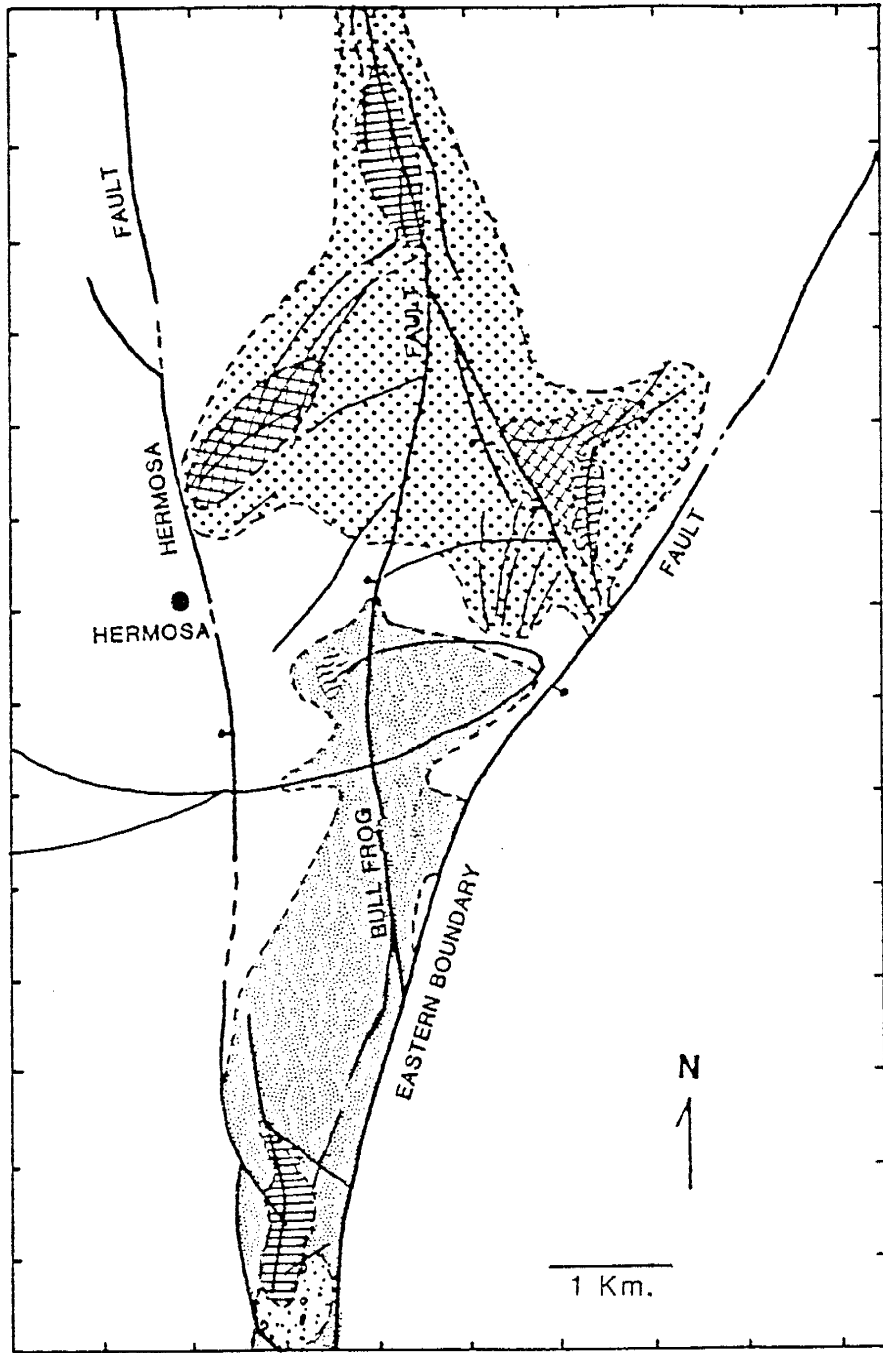 FAULT
FAULT
HERMOSA
FAULT
HERMOSA
BULL FROG
EASTERN BOUNDARY
N
1 Km.
?